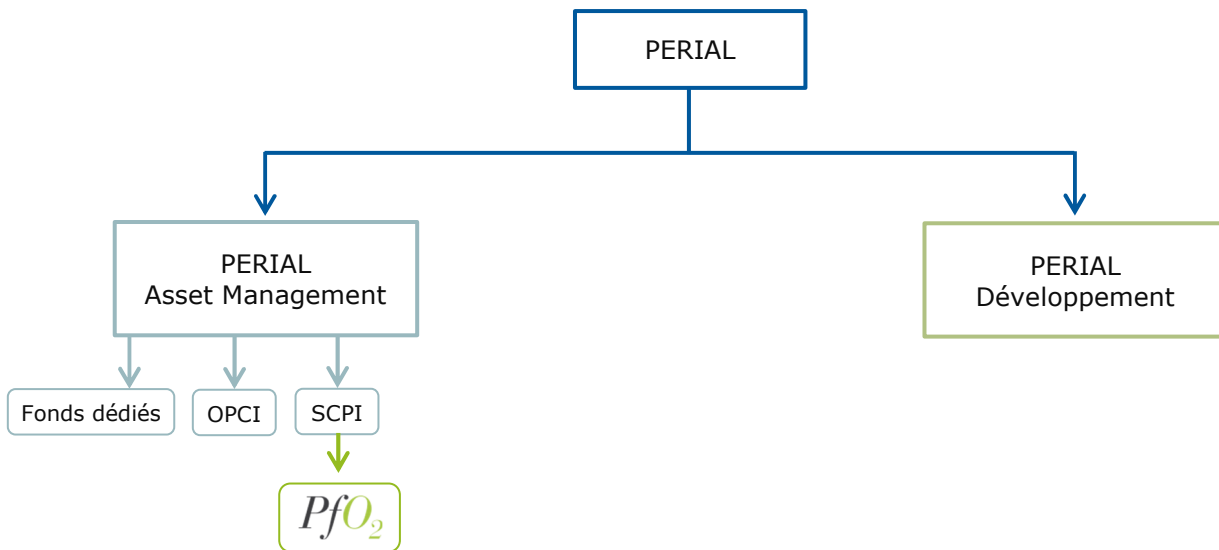 PERIAL
PERIAL
Asset Management
PERIAL
Développement
Fonds dédiés
OPCI
SCPI
PfO₂